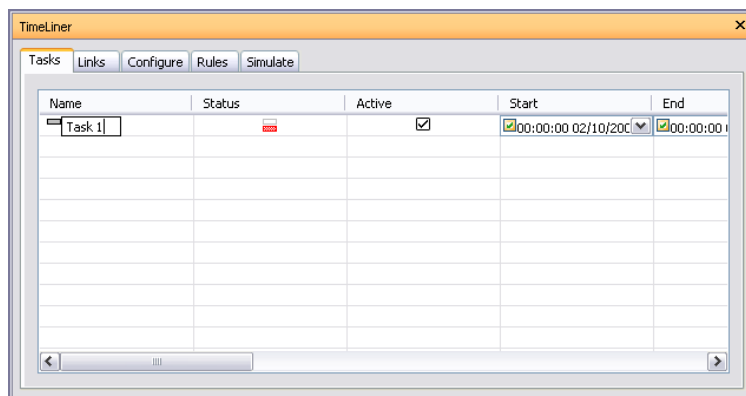 TimeLiner
Tasks Links Configure Rules Simulate
Name Status Active Start End
Task 1 00:00:00 02/10/200 00:00:00